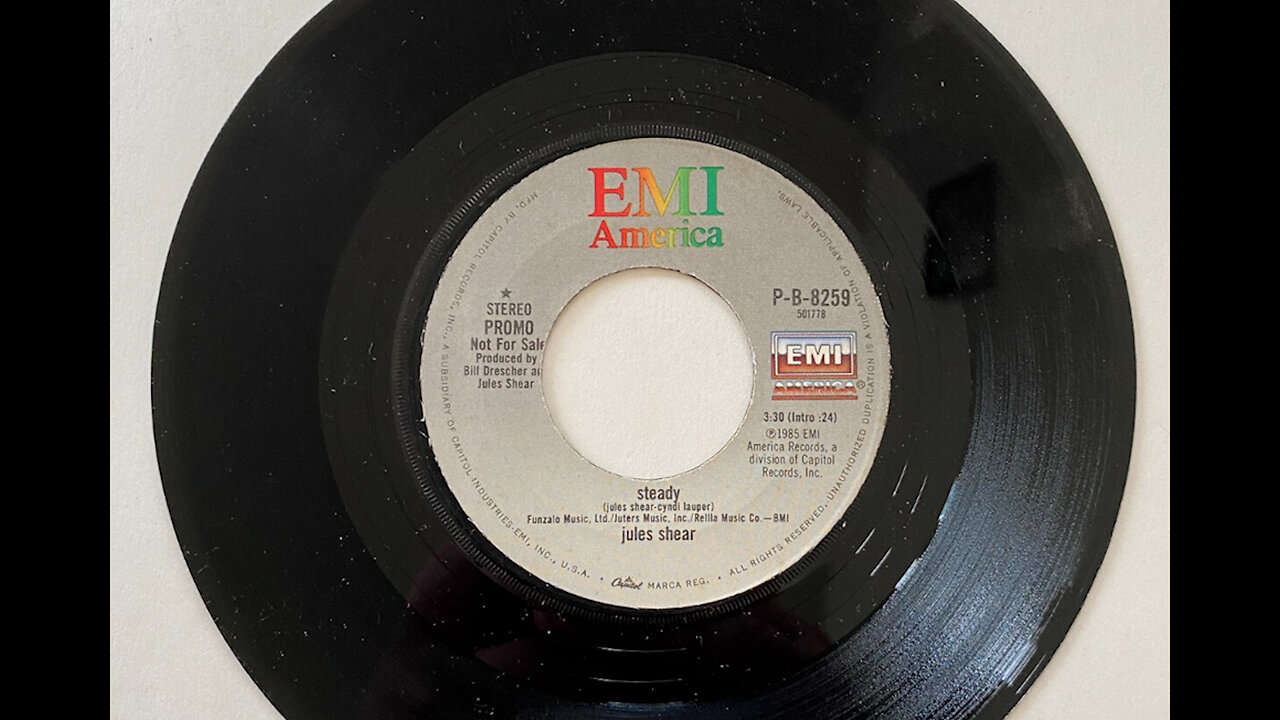 EMI
America
★
STEREO
PROMO
Not For Sale
Produced by
Bill Drescher an
Jules Shear
P-B-8259
501778
EMI
AMERICA®
3:30 (Intro :24)
℗1985 EMI
America Records, a
division of Capitol
Records, Inc.
steady
(jules shear-cyndi lauper)
Funzalo Music, Ltd./Juters Music, Inc./Rellla Music Co.—BMI
jules shear
MFD. BY CAPITOL RECORDS, INC., A SUBSIDIARY OF CAPITOL INDUSTRIES-EMI, INC., U.S.A. • Capitol MARCA REG. • ALL RIGHTS RESERVED. UNAUTHORIZED DUPLICATION IS A VIOLATION OF APPLICABLE LAWS.